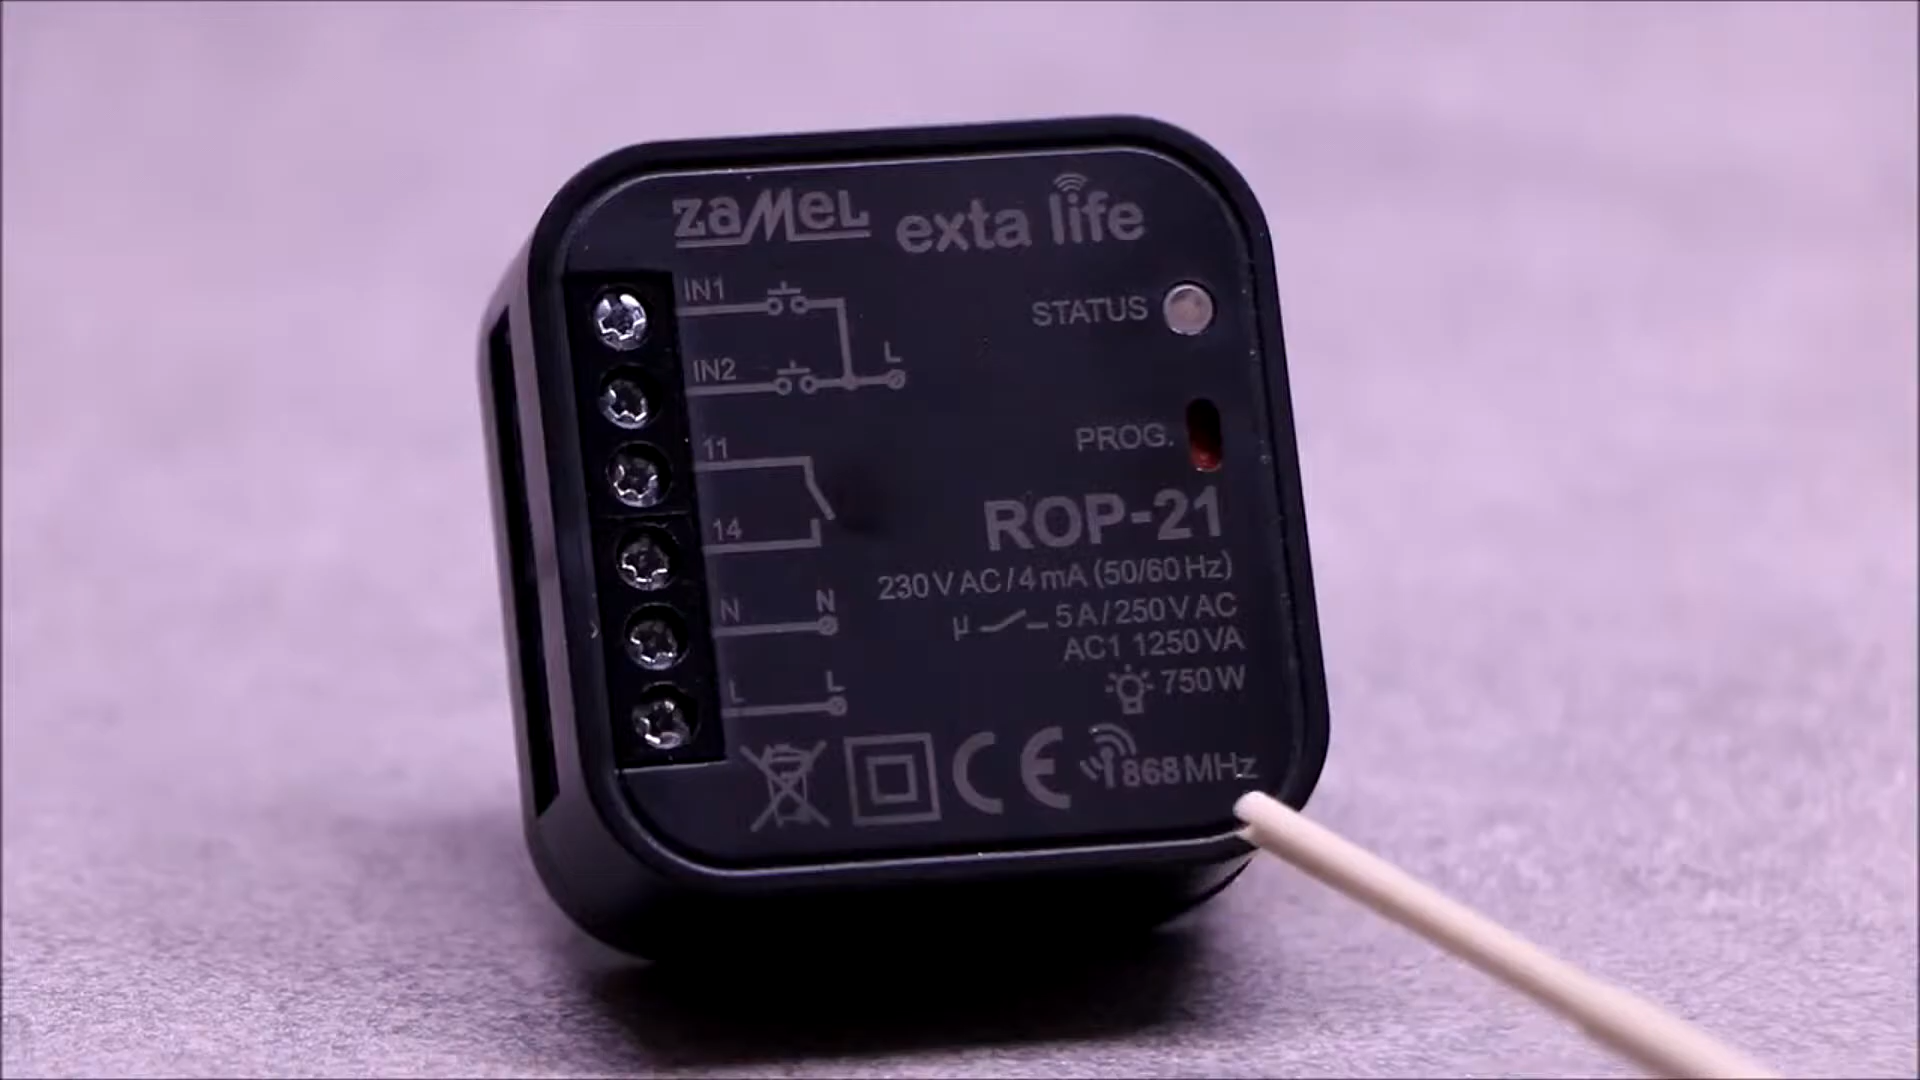 zamel exta life
IN1
STATUS
IN2
L
11
PROG.
14
ROP-21
230 V AC / 4 mA (50/60 Hz)
N N
µ 5 A / 250 V AC
AC1 1250 VA
L L
750 W
CE 868 MHz